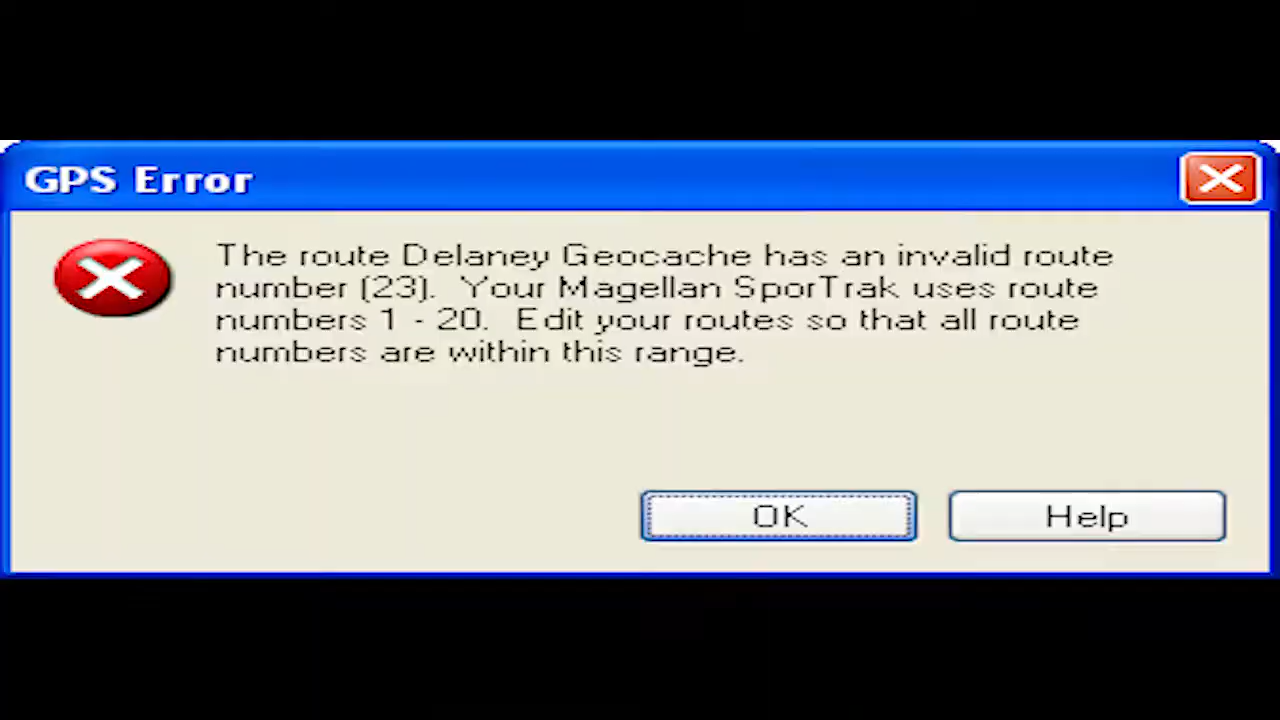 GPS Error
The route Delaney Geocache has an invalid route
number (23). Your Magellan SporTrak uses route
numbers 1 - 20. Edit your routes so that all route
numbers are within this range.
OK
Help